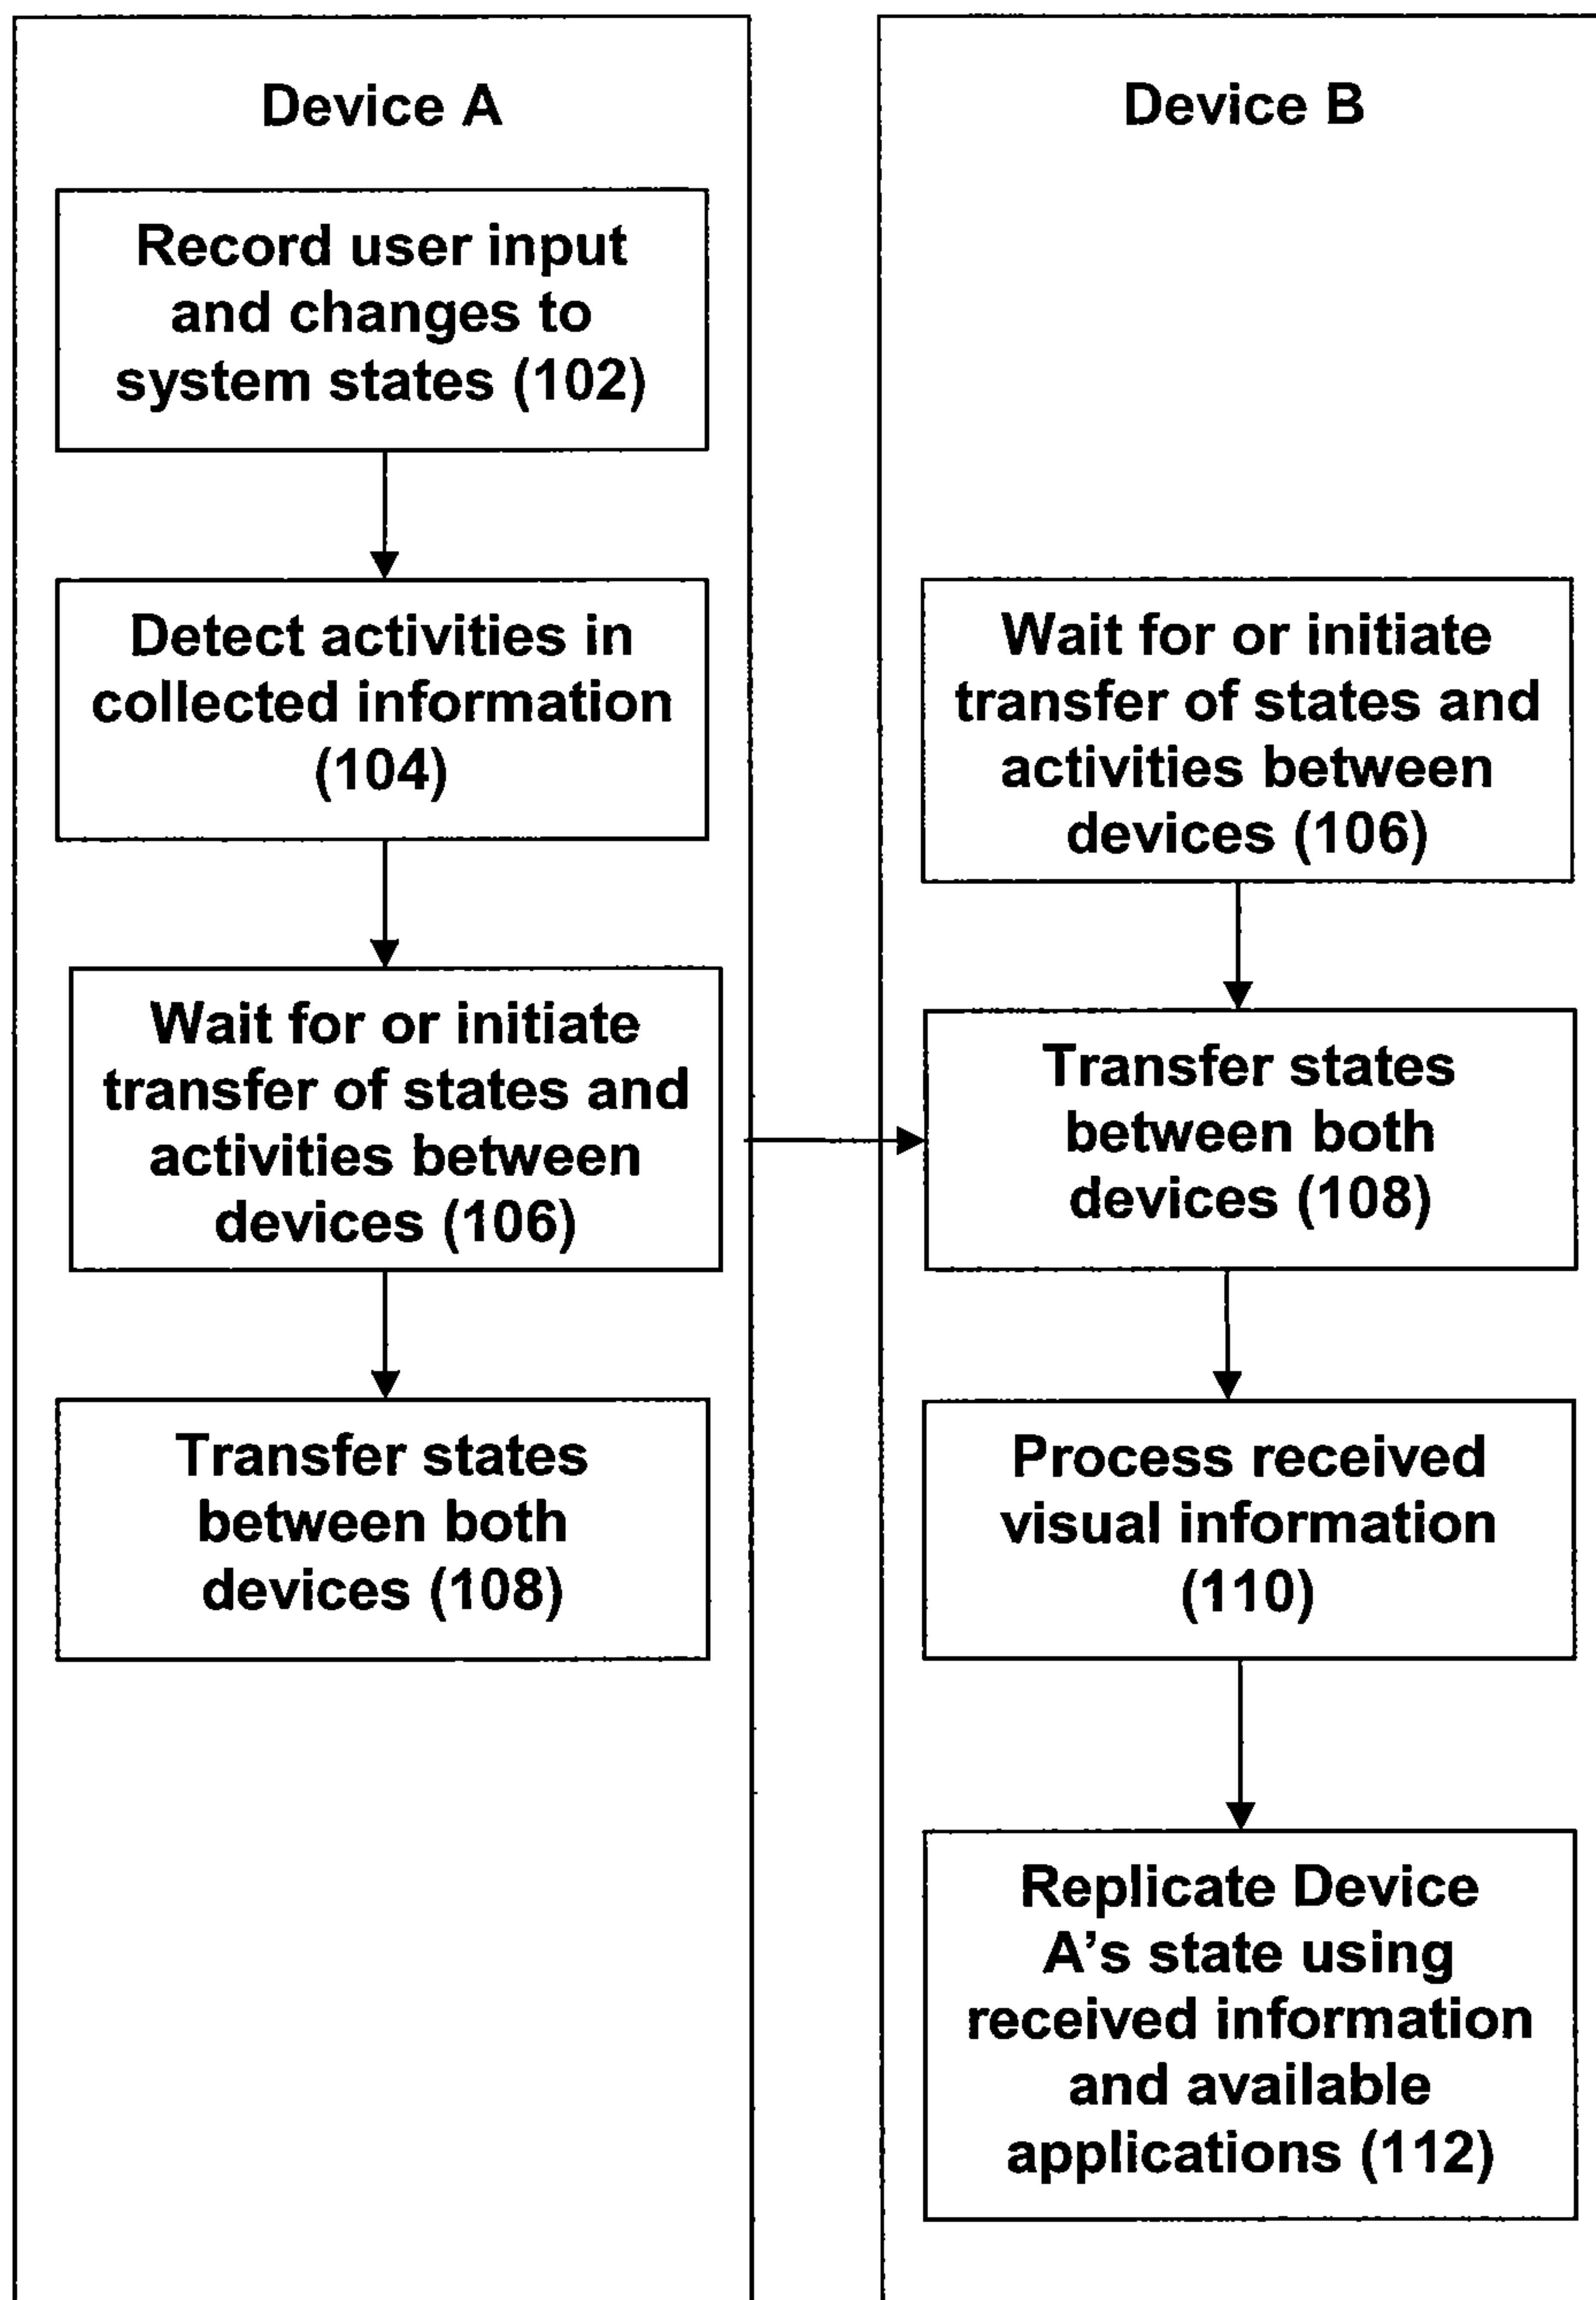 Device A
Record user input
and changes to
system states (102)
Detect activities in
collected information
(104)
Wait for or initiate
transfer of states and
activities between
devices (106)
Transfer states
between both
devices (108)
Device B
Wait for or initiate
transfer of states and
activities between
devices (106)
Transfer states
between both
devices (108)
Process received
visual information
(110)
Replicate Device
A's state using
received information
and available
applications (112)